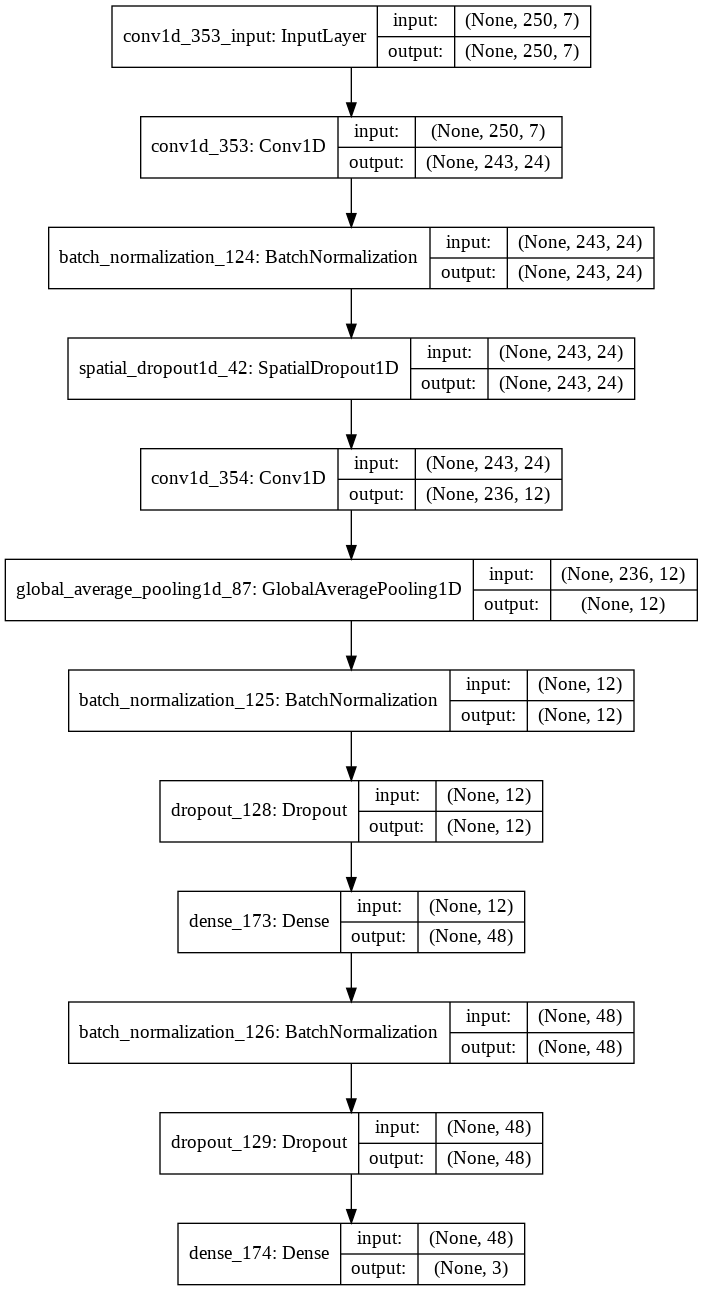 conv1d_353_input: InputLayer
input: (None, 250, 7)
output: (None, 250, 7)
conv1d_353: Conv1D
input: (None, 250, 7)
output: (None, 243, 24)
batch_normalization_124: BatchNormalization
input: (None, 243, 24)
output: (None, 243, 24)
spatial_dropout1d_42: SpatialDropout1D
input: (None, 243, 24)
output: (None, 243, 24)
conv1d_354: Conv1D
input: (None, 243, 24)
output: (None, 236, 12)
global_average_pooling1d_87: GlobalAveragePooling1D
input: (None, 236, 12)
output: (None, 12)
batch_normalization_125: BatchNormalization
input: (None, 12)
output: (None, 12)
dropout_128: Dropout
input: (None, 12)
output: (None, 12)
dense_173: Dense
input: (None, 12)
output: (None, 48)
batch_normalization_126: BatchNormalization
input: (None, 48)
output: (None, 48)
dropout_129: Dropout
input: (None, 48)
output: (None, 48)
dense_174: Dense
input: (None, 48)
output: (None, 3)